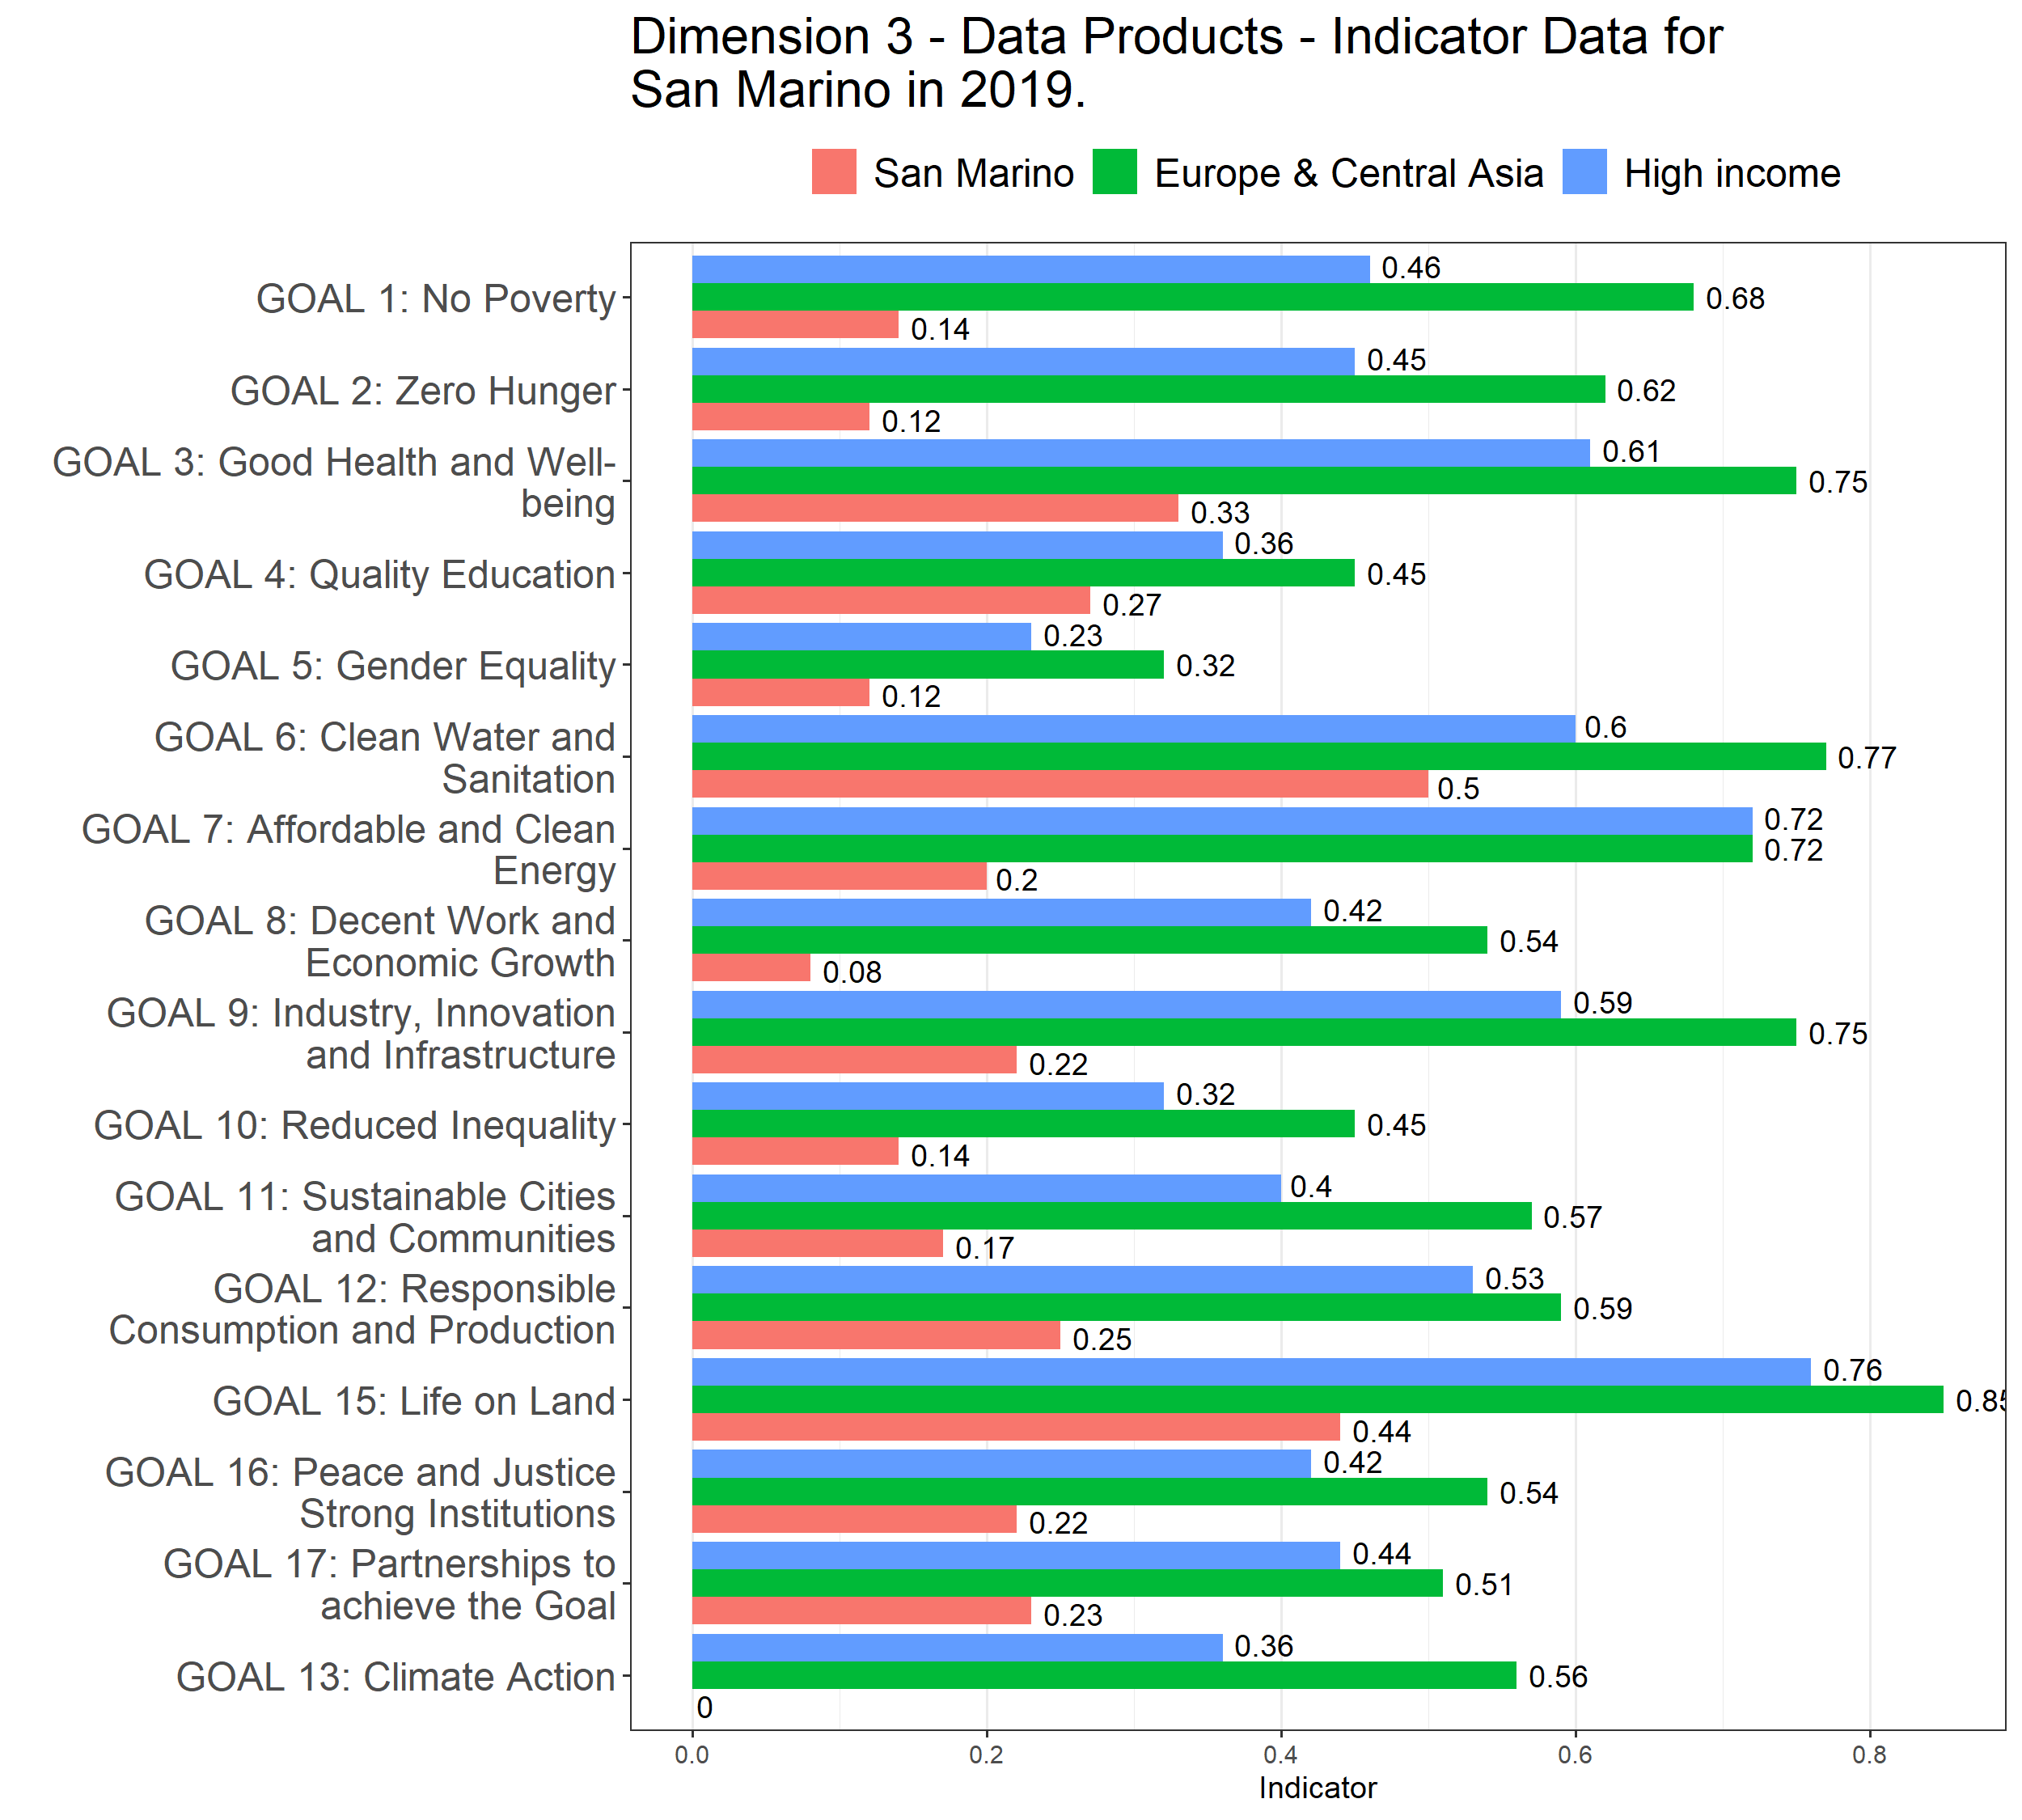 Dimension 3 - Data Products - Indicator Data for
San Marino in 2019.
San Marino Europe & Central Asia High income
GOAL 1: No Poverty
0.46
0.68
0.14
GOAL 2: Zero Hunger
0.45
0.62
0.12
GOAL 3: Good Health and Well-
being
0.61
0.75
0.33
GOAL 4: Quality Education
0.36
0.45
0.27
GOAL 5: Gender Equality
0.23
0.32
0.12
GOAL 6: Clean Water and
Sanitation
0.6
0.77
0.5
GOAL 7: Affordable and Clean
Energy
0.72
0.72
0.2
GOAL 8: Decent Work and
Economic Growth
0.42
0.54
0.08
GOAL 9: Industry, Innovation
and Infrastructure
0.59
0.75
0.22
GOAL 10: Reduced Inequality
0.32
0.45
0.14
GOAL 11: Sustainable Cities
and Communities
0.4
0.57
0.17
GOAL 12: Responsible
Consumption and Production
0.53
0.59
0.25
GOAL 15: Life on Land
0.76
0.85
0.44
GOAL 16: Peace and Justice
Strong Institutions
0.42
0.54
0.22
GOAL 17: Partnerships to
achieve the Goal
0.44
0.51
0.23
GOAL 13: Climate Action
0.36
0.56
0
0.0 0.2 0.4 0.6 0.8
Indicator